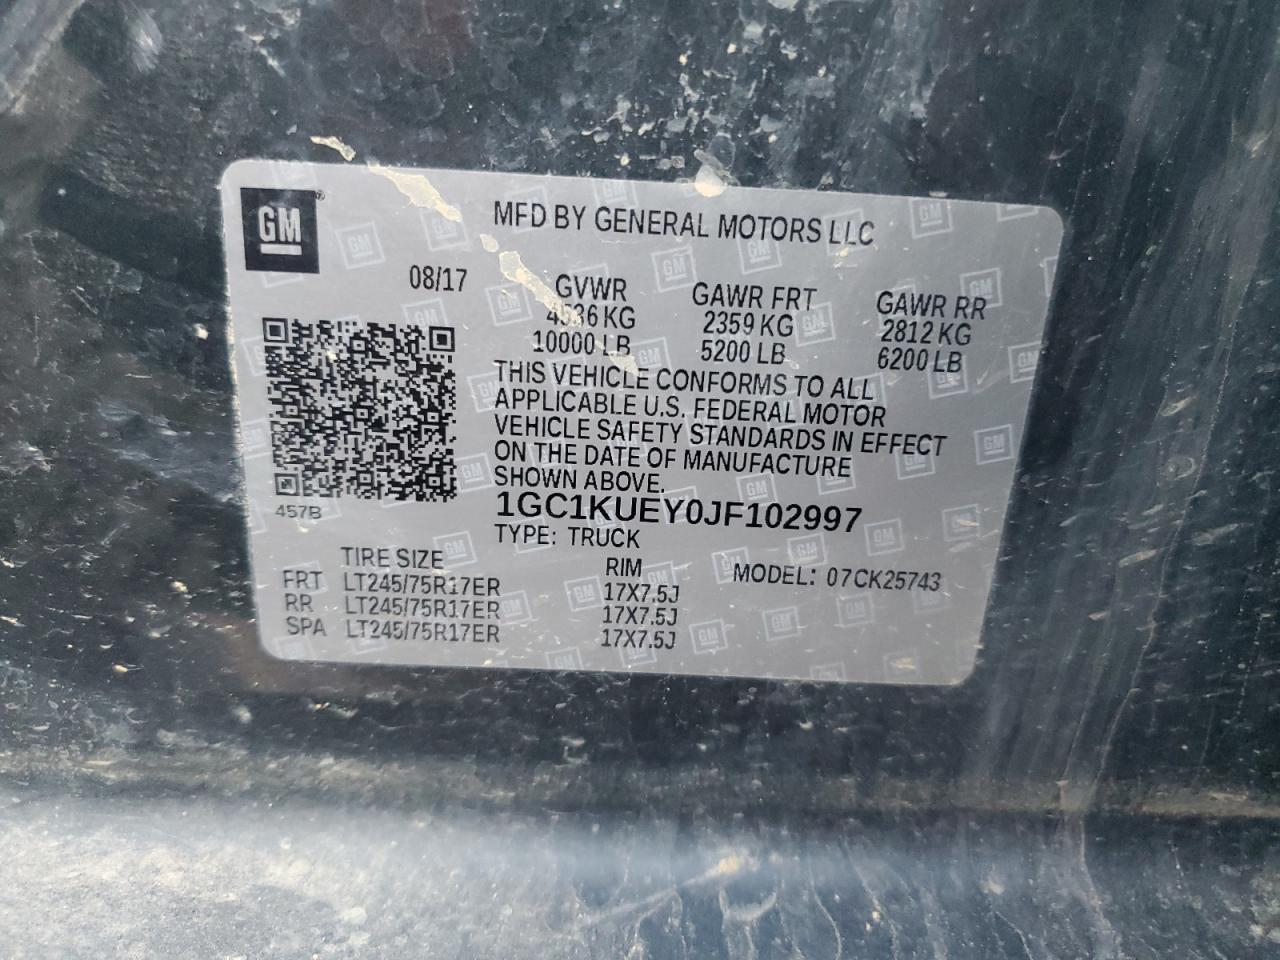 GM
MFD BY GENERAL MOTORS LLC
08/17
GVWR GAWR FRT GAWR RR
4536 KG 2359 KG 2812 KG
10000 LB 5200 LB 6200 LB
THIS VEHICLE CONFORMS TO ALL
APPLICABLE U.S. FEDERAL MOTOR
VEHICLE SAFETY STANDARDS IN EFFECT
ON THE DATE OF MANUFACTURE
SHOWN ABOVE.
457B
1GC1KUEY0JF102997
TYPE: TRUCK
TIRE SIZE RIM MODEL: 07CK25743
FRT LT245/75R17ER 17X7.5J
RR LT245/75R17ER 17X7.5J
SPA LT245/75R17ER 17X7.5J